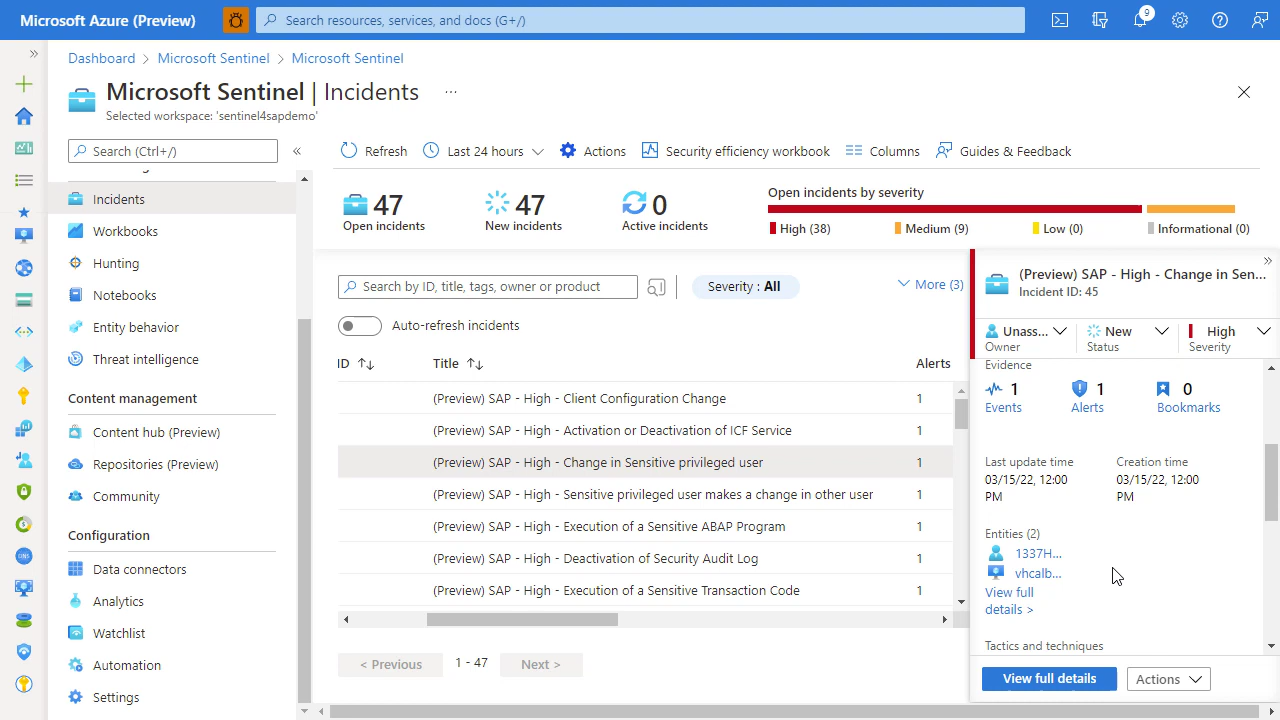 Microsoft Azure (Preview)
Search resources, services, and docs (G+/)
9
Dashboard > Microsoft Sentinel > Microsoft Sentinel
Microsoft Sentinel | Incidents ...
Selected workspace: 'sentinel4sapdemo'
Search (Ctrl+/)
«
Refresh
Last 24 hours
Actions
Security efficiency workbook
Columns
Guides & Feedback
Incidents
Workbooks
Hunting
Notebooks
Entity behavior
Threat intelligence
Content management
Content hub (Preview)
Repositories (Preview)
Community
Configuration
Data connectors
Analytics
Watchlist
Automation
Settings
47
Open incidents
47
New incidents
0
Active incidents
Open incidents by severity
High (38)
Medium (9)
Low (0)
Informational (0)
Search by ID, title, tags, owner or product
Severity : All
More (3)
Auto-refresh incidents
ID Title Alerts
(Preview) SAP - High - Client Configuration Change 1
(Preview) SAP - High - Activation or Deactivation of ICF Service 1
(Preview) SAP - High - Change in Sensitive privileged user 1
(Preview) SAP - High - Sensitive privileged user makes a change in other user 1
(Preview) SAP - High - Execution of a Sensitive ABAP Program 1
(Preview) SAP - High - Deactivation of Security Audit Log 1
(Preview) SAP - High - Execution of a Sensitive Transaction Code 1
< Previous
1 - 47
Next >
»
(Preview) SAP - High - Change in Sen...
Incident ID: 45
Unass...
Owner
New
Status
High
Severity
Evidence
1
Events
1
Alerts
0
Bookmarks
Last update time
03/15/22, 12:00
PM
Creation time
03/15/22, 12:00
PM
Entities (2)
1337H...
vhcalb...
View full
details >
Tactics and techniques
View full details
Actions